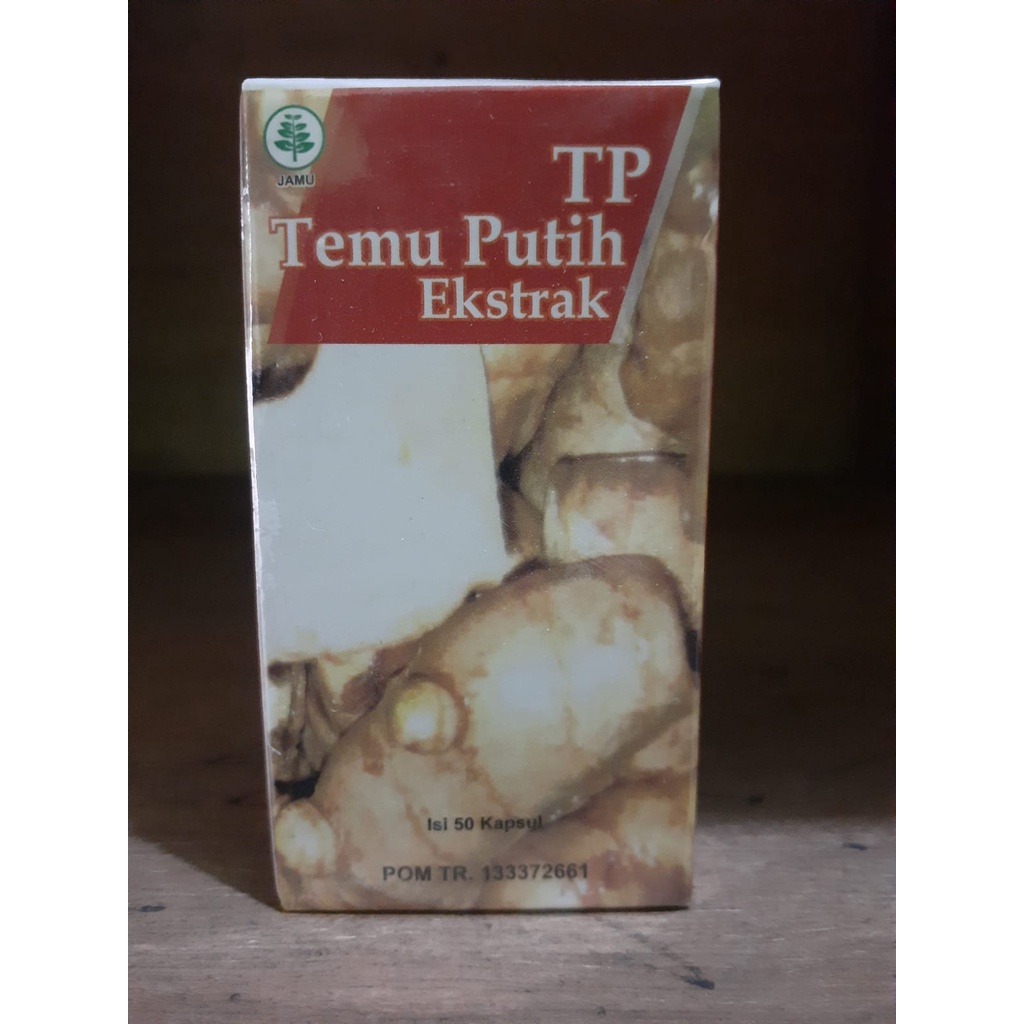 JAMU
TP
Temu Putih
Ekstrak
Isi 50 Kapsul
POM TR. 133372661